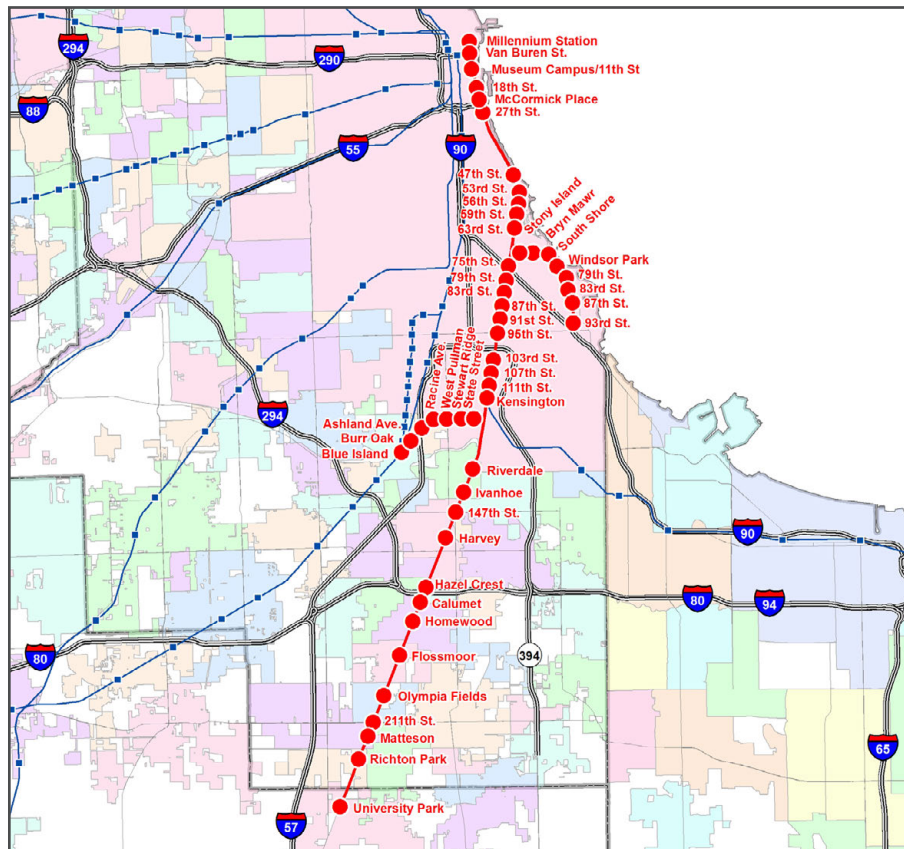 294
290
88
55
90
Millennium Station
Van Buren St.
Museum Campus/11th St
18th St.
McCormick Place
27th St.
47th St.
53rd St.
56th St.
59th St.
63rd St.
Stony Island
Bryn Mawr
South Shore
Windsor Park
79th St.
83rd St.
87th St.
93rd St.
75th St.
79th St.
83rd St.
87th St.
91st St.
95th St.
103rd St.
107th St.
111th St.
Kensington
State Street
Stewart Ridge
West Pullman
Racine Ave.
Ashland Ave.
Burr Oak
Blue Island
294
Riverdale
Ivanhoe
147th St.
Harvey
Hazel Crest
Calumet
Homewood
Flossmoor
Olympia Fields
211th St.
Matteson
Richton Park
University Park
90
80
94
80
394
65
57